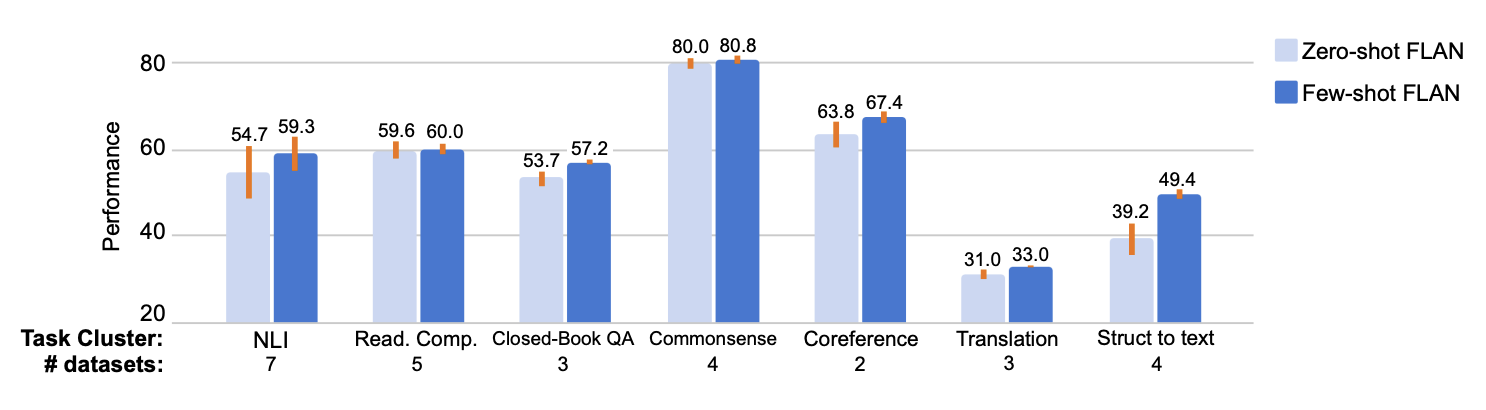 Zero-shot FLAN
Few-shot FLAN
Performance
80
60
40
20
54.7 59.3
59.6 60.0
53.7 57.2
80.0 80.8
63.8 67.4
31.0 33.0
39.2 49.4
Task Cluster: NLI Read. Comp. Closed-Book QA Commonsense Coreference Translation Struct to text
# datasets: 7 5 3 4 2 3 4